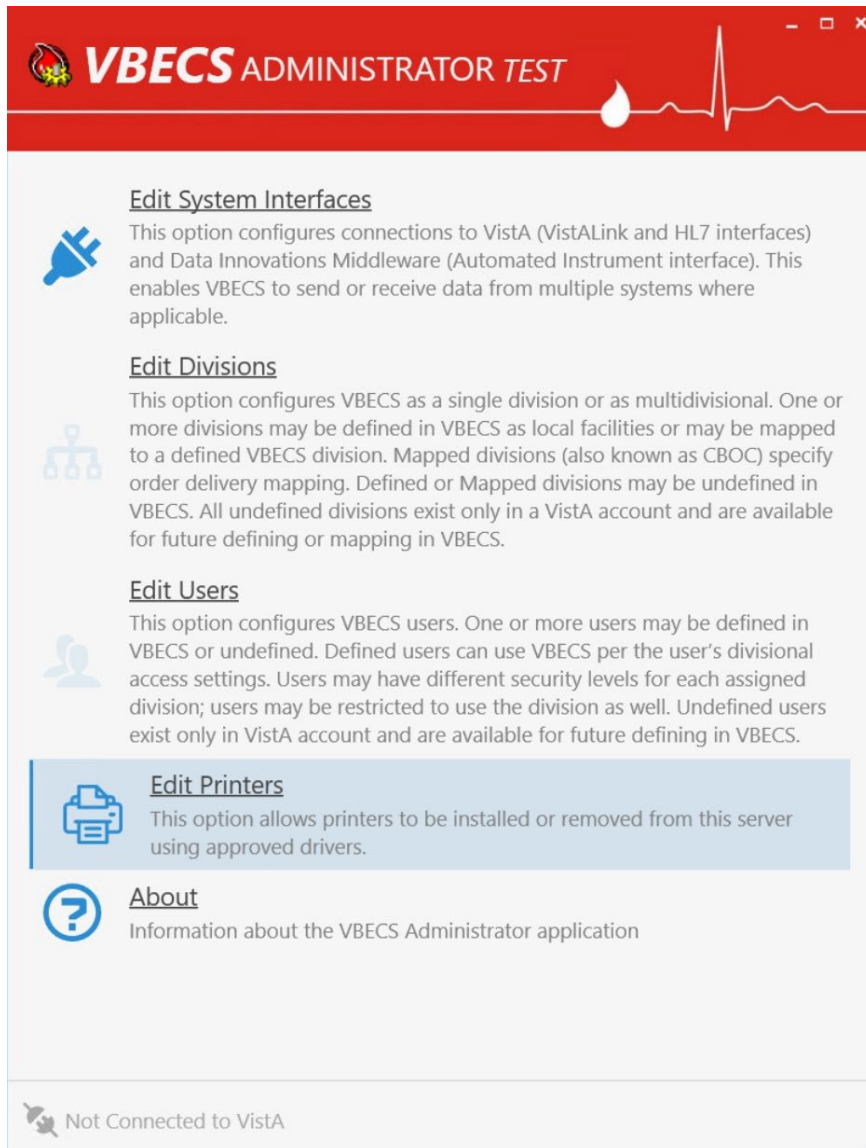 VBECS ADMINISTRATOR TEST
Edit System Interfaces
This option configures connections to VistA (VistALink and HL7 interfaces)
and Data Innovations Middleware (Automated Instrument interface). This
enables VBECS to send or receive data from multiple systems where
applicable.
Edit Divisions
This option configures VBECS as a single division or as multidivisional. One or
more divisions may be defined in VBECS as local facilities or may be mapped
to a defined VBECS division. Mapped divisions (also known as CBOC) specify
order delivery mapping. Defined or Mapped divisions may be undefined in
VBECS. All undefined divisions exist only in a VistA account and are available
for future defining or mapping in VBECS.
Edit Users
This option configures VBECS users. One or more users may be defined in
VBECS or undefined. Defined users can use VBECS per the user's divisional
access settings. Users may have different security levels for each assigned
division; users may be restricted to use the division as well. Undefined users
exist only in VistA account and are available for future defining in VBECS.
Edit Printers
This option allows printers to be installed or removed from this server
using approved drivers.
About
Information about the VBECS Administrator application
Not Connected to VistA